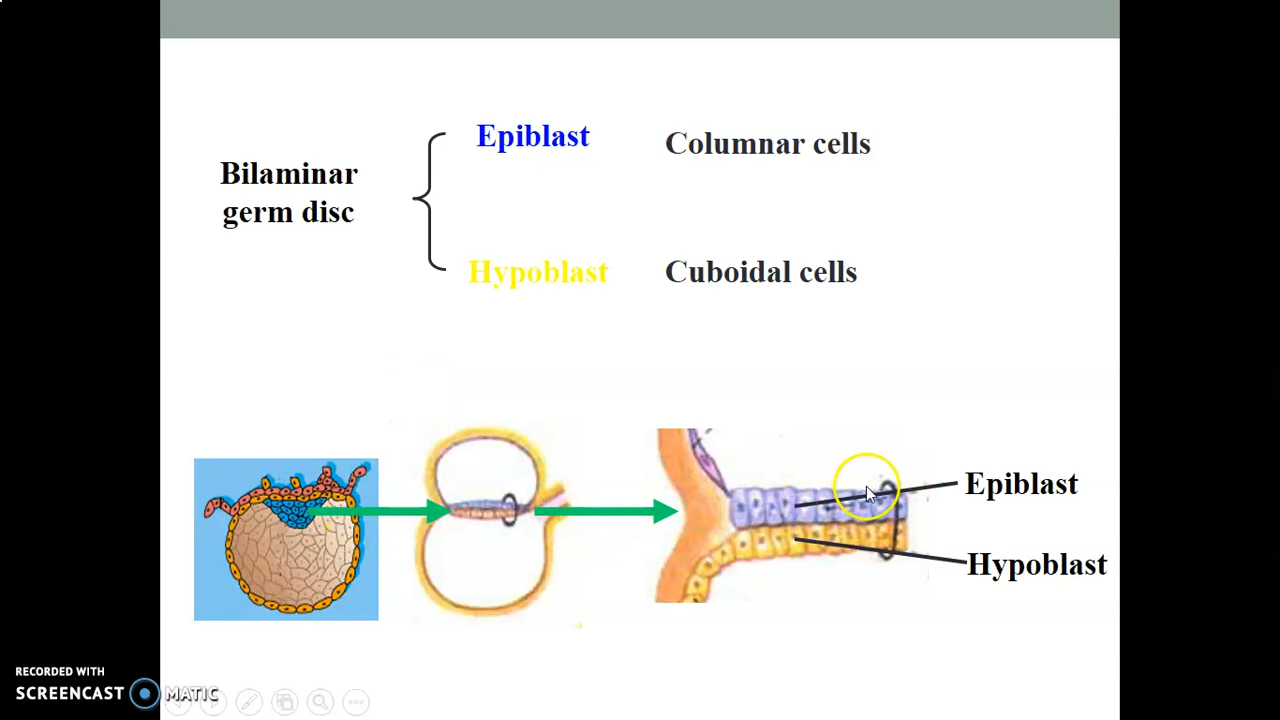 Epiblast Columnar cells
Bilaminar
germ disc
Hypoblast Cuboidal cells
Epiblast
Hypoblast
RECORDED WITH
SCREENCAST MATIC